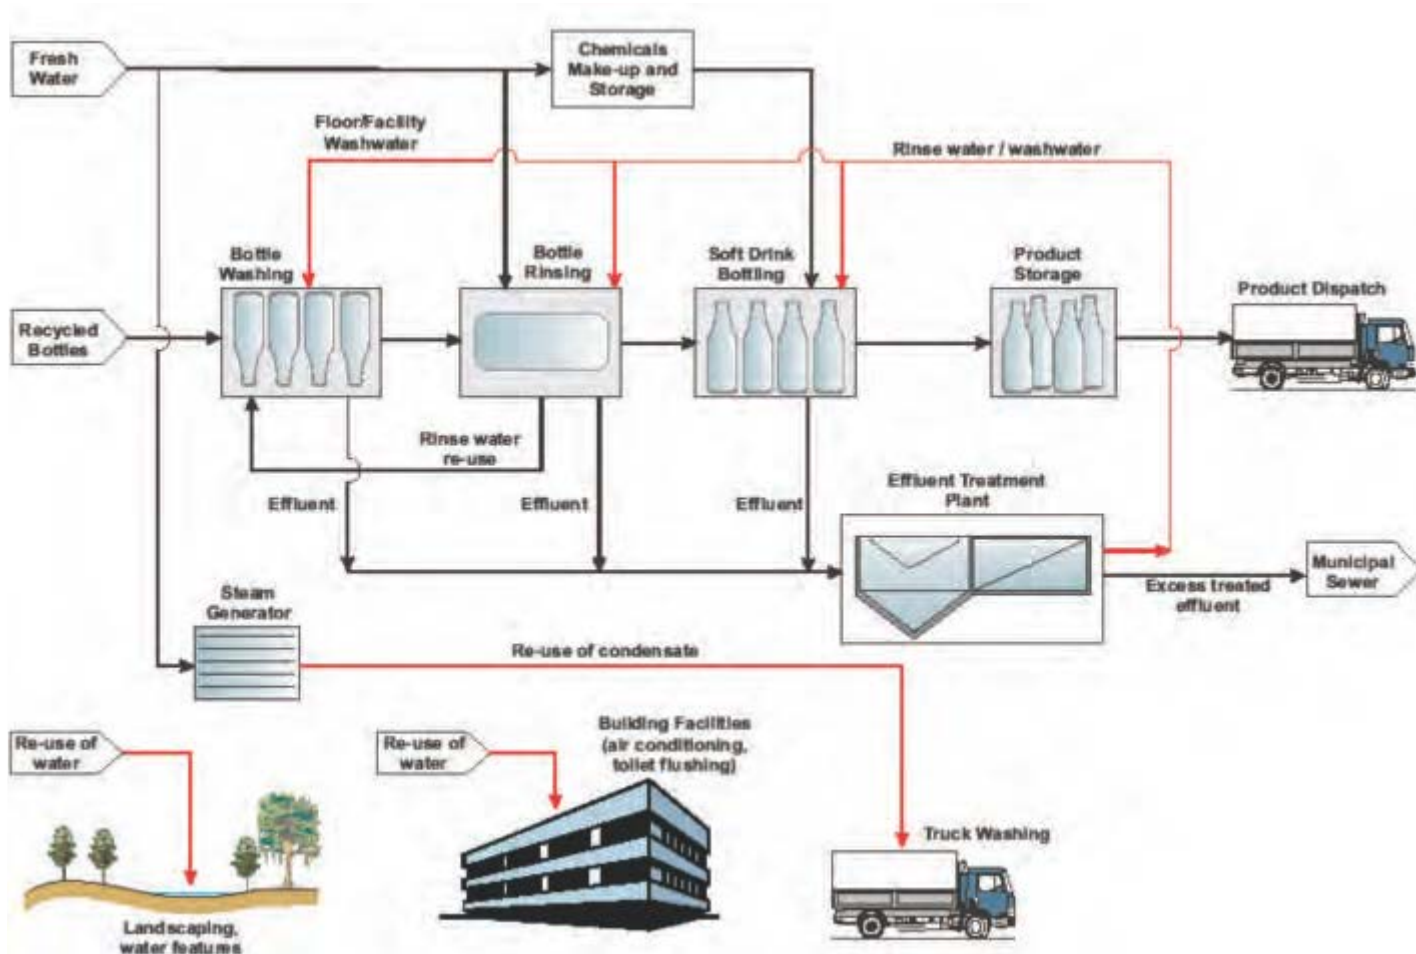 Fresh
Water
Chemicals
Make-up and
Storage
Floor/Facility
Washwater
Rinse water / washwater
Bottle
Washing
Bottle
Rinsing
Soft Drink
Bottling
Product
Storage
Product Dispatch
Recycled
Bottles
Rinse water
re-use
Effluent
Effluent
Effluent
Effluent Treatment
Plant
Municipal
Sewer
Excess treated
effluent
Steam
Generator
Re-use of condensate
Re-use of
water
Re-use of
water
Building Facilities
(air conditioning,
toilet flushing)
Truck Washing
Landscaping,
water features